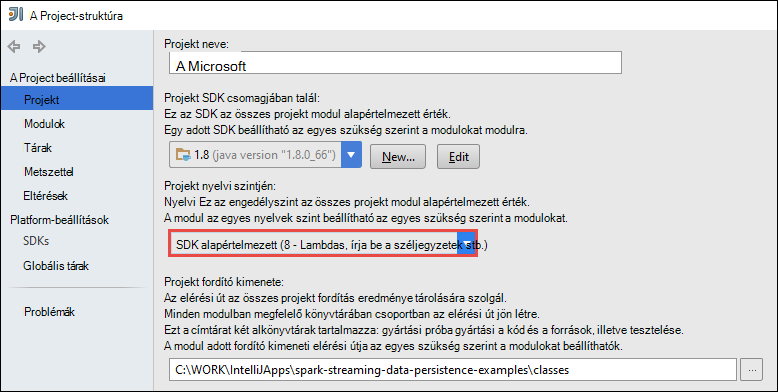 A Project-struktúra
A Project beállításai
Projekt
Modulok
Tárak
Metszettel
Eltérések
Platform-beállítások
SDKs
Globális tárak
Problémák
Projekt neve:
A Microsoft
Projekt SDK csomagjában talál:
Ez az SDK az összes projekt modul alapértelmezett érték.
Egy adott SDK beállítható az egyes szükség szerint a modulokat modulra.
1.8 (java version "1.8.0_66") New... Edit
Projekt nyelvi szintjén:
Nyelvi Ez az engedélyszint az összes projekt modul alapértelmezett érték.
A modul az egyes nyelvek szint beállítható az egyes szükség szerint a modulokat.
SDK alapértelmezett (8 - Lambdas, írja be a széljegyzetek stb.)
Projekt fordító kimenete:
Az elérési út az összes projekt fordítás eredménye tárolására szolgál.
Minden modulban megfelelő könyvtárában csoportban az elérési út jön létre.
Ezt a címtárat két alkönyvtárak tartalmazza: gyártási próba gyártási a kód és a források, illetve tesztelése.
A modul adott fordító kimeneti elérési útja az egyes szükség szerint a modulokat beállíthatók.
C:\WORK\IntelliJApps\spark-streaming-data-persistence-examples\classes ...